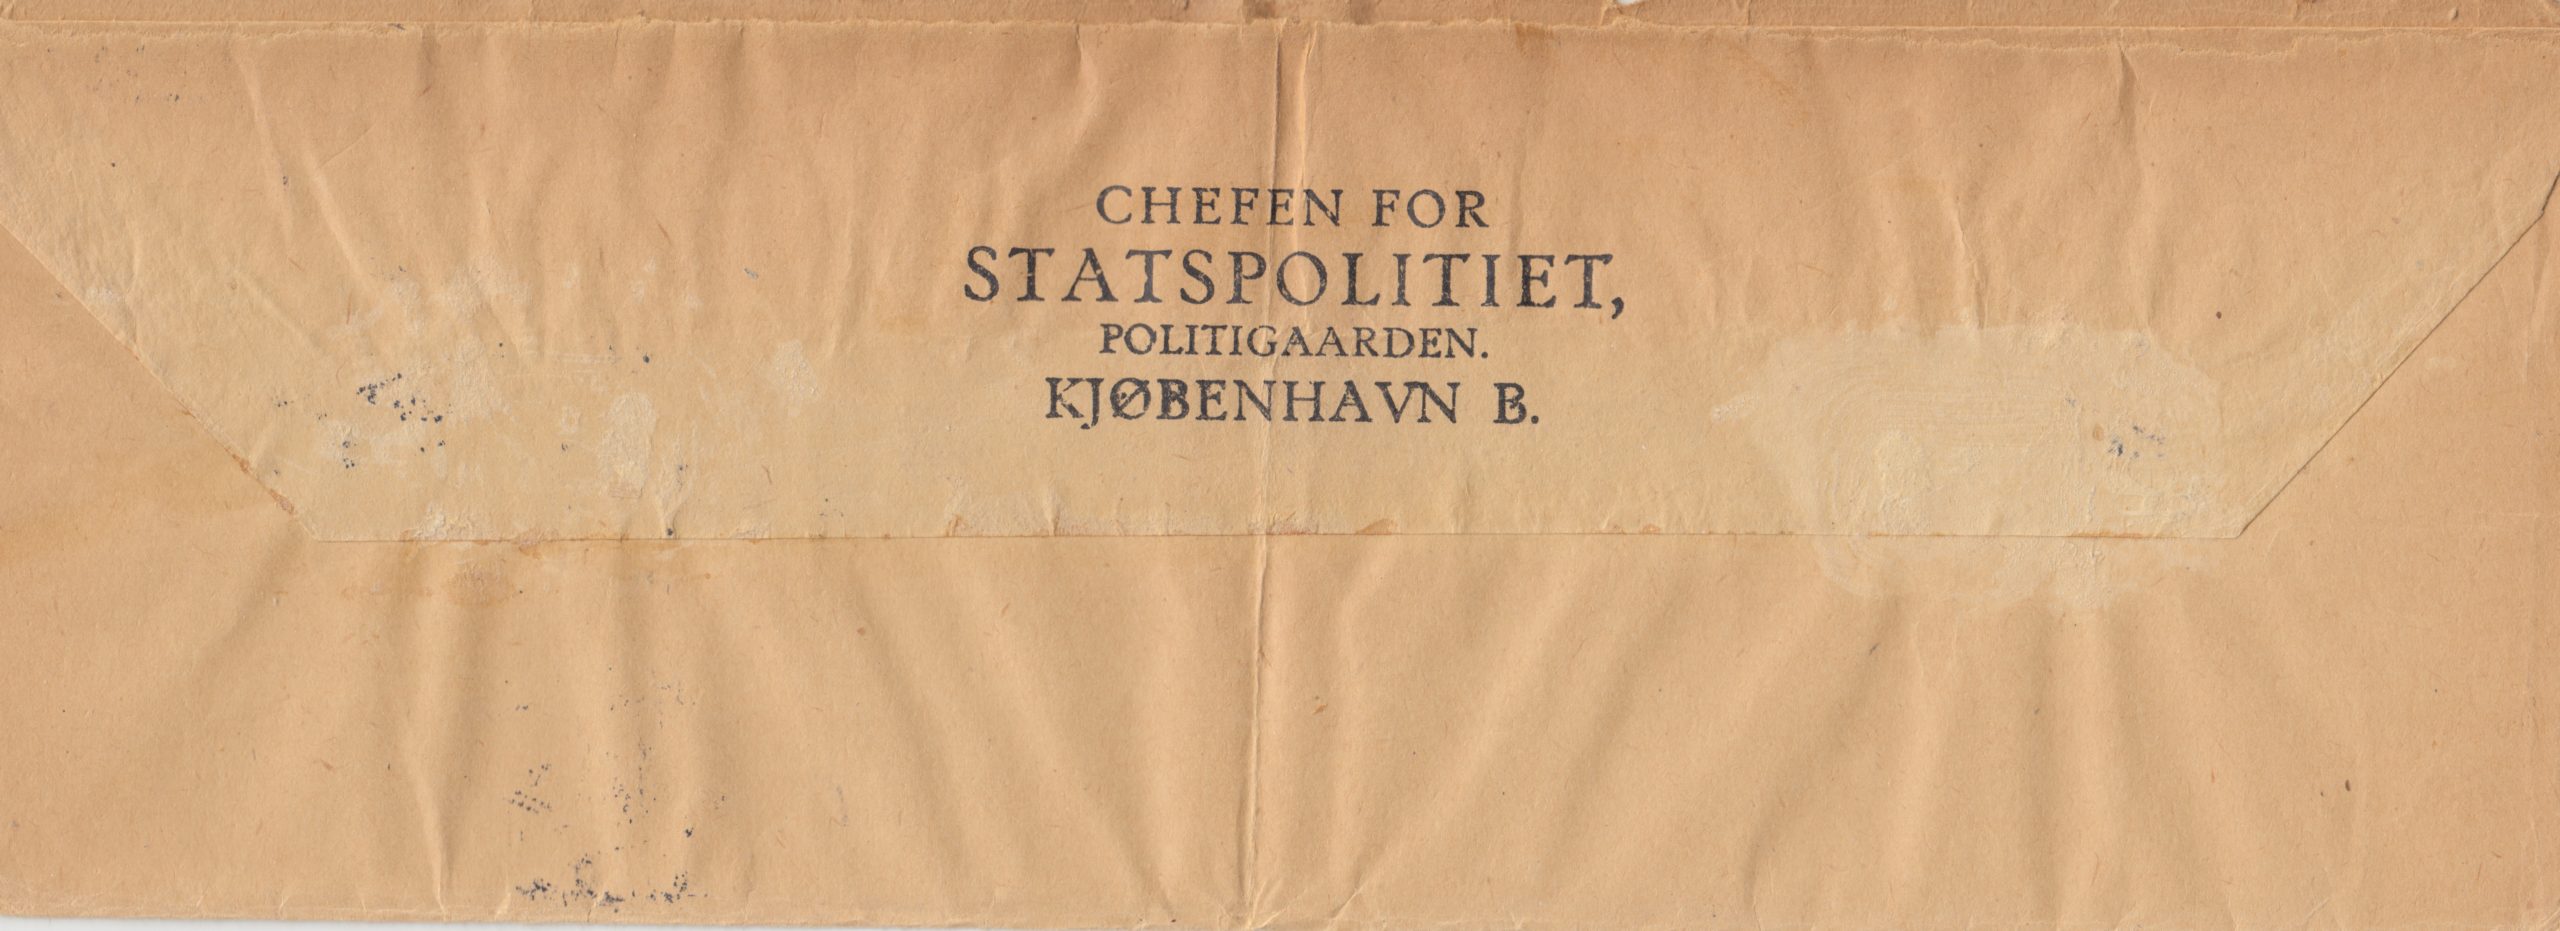 CHEFEN FOR
STATSPOLITIET,
POLITIGAARDEN.
KJØBENHAVN B.